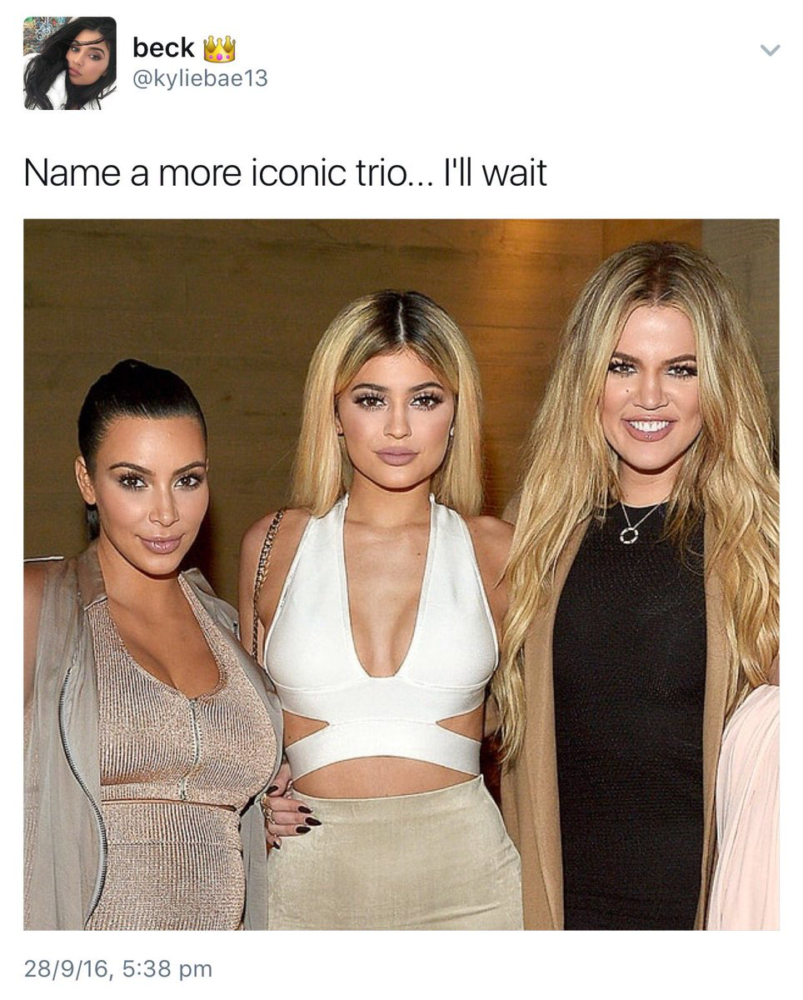 beck 👑
@kyliebae13
Name a more iconic trio... I'll wait
28/9/16, 5:38 pm